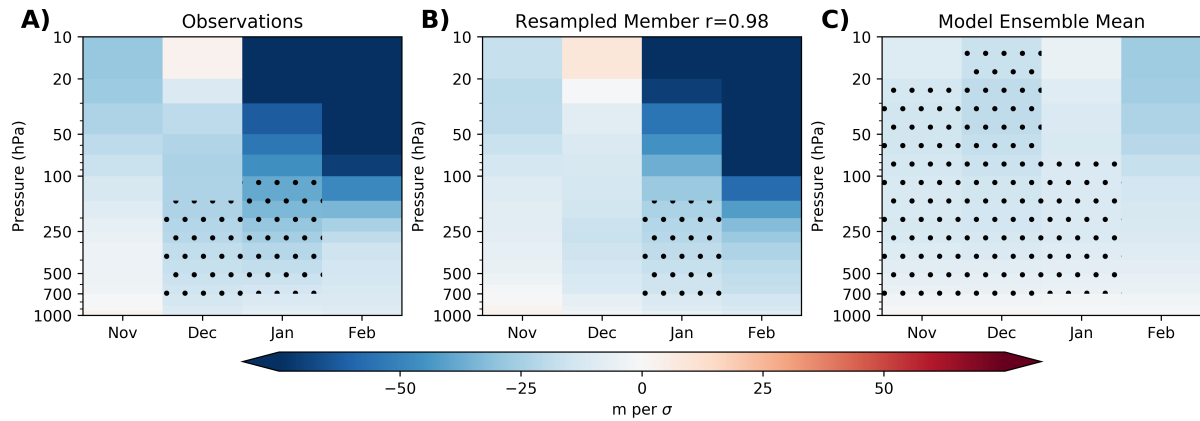 A) Observations
B) Resampled Member r=0.98
C) Model Ensemble Mean
Pressure (hPa)
10
20
50
100
250
500
700
1000
Nov Dec Jan Feb
Pressure (hPa)
10
20
50
100
250
500
700
1000
Nov Dec Jan Feb
Pressure (hPa)
10
20
50
100
250
500
700
1000
Nov Dec Jan Feb
−50 −25 0 25 50
m per σ